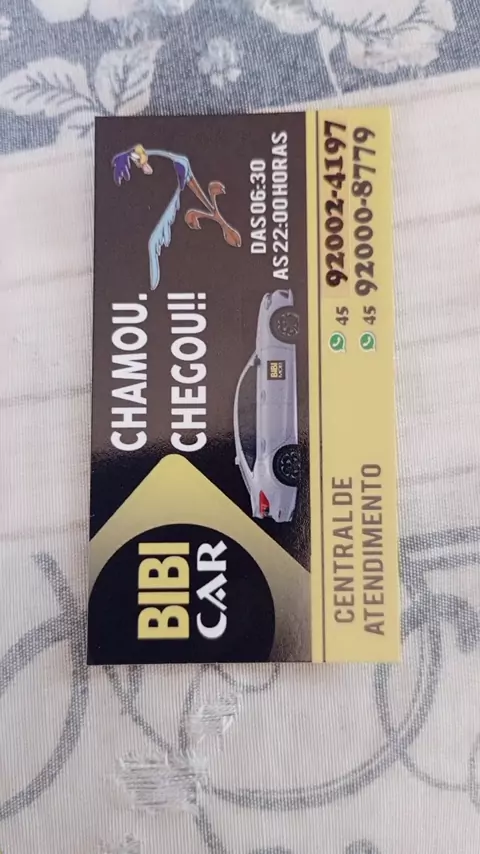 BIBI
CAR
CHAMOU.
CHEGOU!!
DAS 06:30
AS 22:00 HORAS
BIBI
CENTRAL DE
ATENDIMENTO
45 92002-4197
45 92000-8779